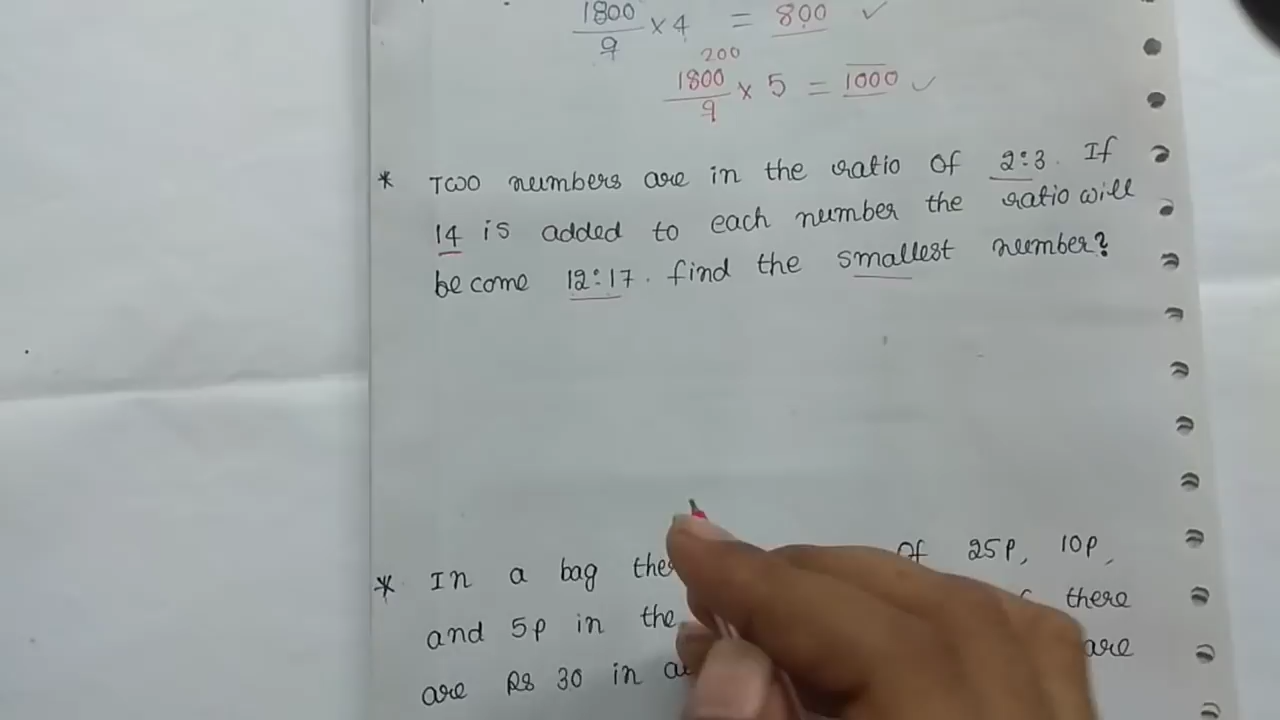 1800/9 × 4 = 800 ✓
200
1800/9 × 5 = 1000 ✓
* Two numbers are in the ratio of 2:3. If
14 is added to each number the ratio will
become 12:17. find the smallest number?
* In a bag of 25p, 10p,
and 5p in the there
are Rs 30 in are